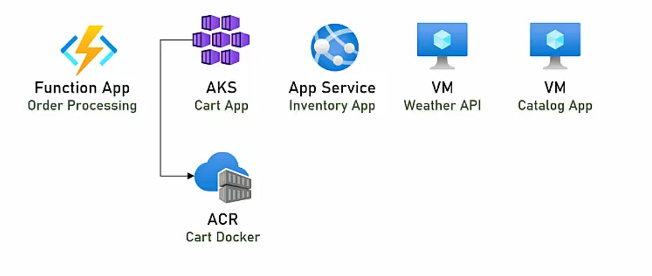 Function App
Order Processing
AKS
Cart App
App Service
Inventory App
VM
Weather API
VM
Catalog App
ACR
Cart Docker